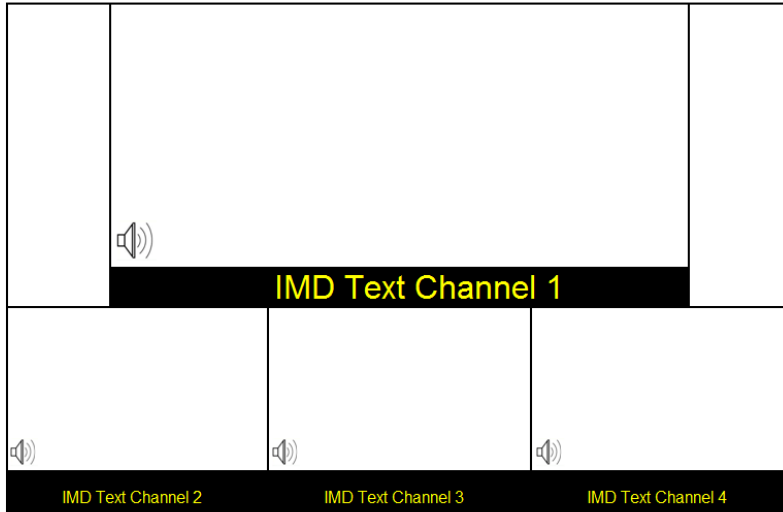 IMD Text Channel 1
IMD Text Channel 2
IMD Text Channel 3
IMD Text Channel 4